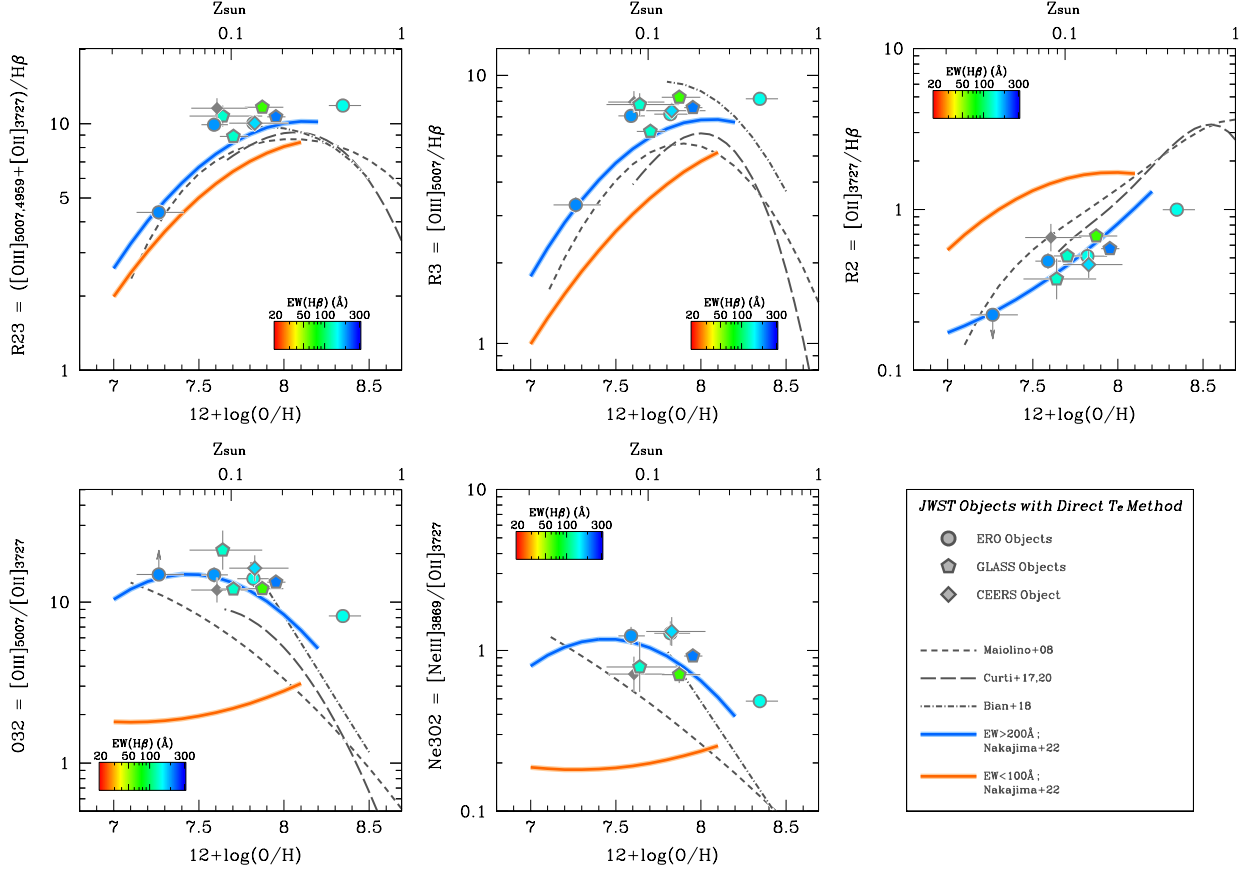 Zsun
0.1 1
R23 = ([OIII]5007,4959+[OII]3727)/Hβ
10
5
1
EW(Hβ) (Å)
20 50 100 300
7 7.5 8 8.5
12+log(O/H)
Zsun
0.1 1
R3 = [OIII]5007/Hβ
10
1
EW(Hβ) (Å)
20 50 100 300
7 7.5 8 8.5
12+log(O/H)
Zsun
0.1 1
R2 = [OII]3727/Hβ
10
1
0.1
EW(Hβ) (Å)
20 50 100 300
7 7.5 8 8.5
12+log(O/H)
Zsun
0.1 1
O32 = [OIII]5007/[OII]3727
10
1
EW(Hβ) (Å)
20 50 100 300
7 7.5 8 8.5
12+log(O/H)
Zsun
0.1 1
Ne3O2 = [NeIII]3869/[OII]3727
10
1
0.1
EW(Hβ) (Å)
20 50 100 300
7 7.5 8 8.5
12+log(O/H)
JWST Objects with Direct Te Method
ERO Objects
GLASS Objects
CEERS Object
Maiolino+08
Curti+17,20
Bian+18
EW>200Å;
Nakajima+22
EW<100Å;
Nakajima+22